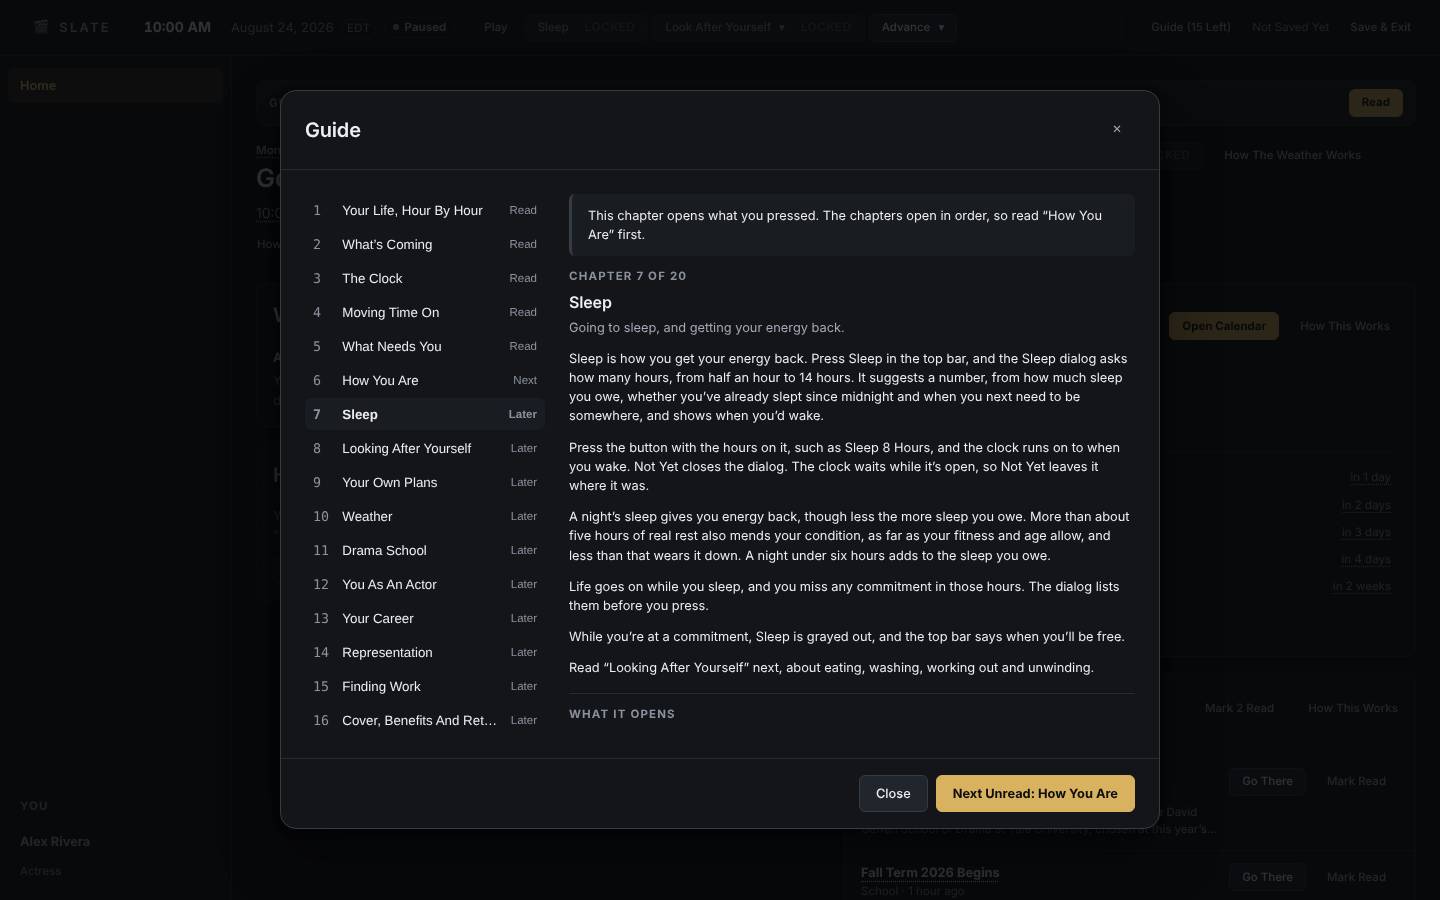 SLATE
10:00 AM
August 24, 2026
EDT
Paused
Play
Sleep
LOCKED
Look After Yourself
LOCKED
Advance
Guide (15 Left)
Not Saved Yet
Save & Exit
Home
Read
How The Weather Works
Guide
×
1 Your Life, Hour By Hour Read
2 What’s Coming Read
3 The Clock Read
4 Moving Time On Read
5 What Needs You Read
6 How You Are Next
7 Sleep Later
8 Looking After Yourself Later
9 Your Own Plans Later
10 Weather Later
11 Drama School Later
12 You As An Actor Later
13 Your Career Later
14 Representation Later
15 Finding Work Later
16 Cover, Benefits And Ret… Later
This chapter opens what you pressed. The chapters open in order, so read “How You
Are” first.
CHAPTER 7 OF 20
Sleep
Going to sleep, and getting your energy back.
Sleep is how you get your energy back. Press Sleep in the top bar, and the Sleep dialog asks
how many hours, from half an hour to 14 hours. It suggests a number, from how much sleep
you owe, whether you’ve already slept since midnight and when you next need to be
somewhere, and shows when you’d wake.
Press the button with the hours on it, such as Sleep 8 Hours, and the clock runs on to when
you wake. Not Yet closes the dialog. The clock waits while it’s open, so Not Yet leaves it
where it was.
A night’s sleep gives you energy back, though less the more sleep you owe. More than about
five hours of real rest also mends your condition, as far as your fitness and age allow, and
less than that wears it down. A night under six hours adds to the sleep you owe.
Life goes on while you sleep, and you miss any commitment in those hours. The dialog lists
them before you press.
While you’re at a commitment, Sleep is grayed out, and the top bar says when you’ll be free.
Read “Looking After Yourself” next, about eating, washing, working out and unwinding.
WHAT IT OPENS
Close
Next Unread: How You Are
Open Calendar
How This Works
in 1 day
in 2 days
in 3 days
in 4 days
in 2 weeks
Mark 2 Read
How This Works
Go There
Mark Read
David
at this year’s…
Fall Term 2026 Begins
School · 1 hour ago
Go There
Mark Read
YOU
Alex Rivera
Actress